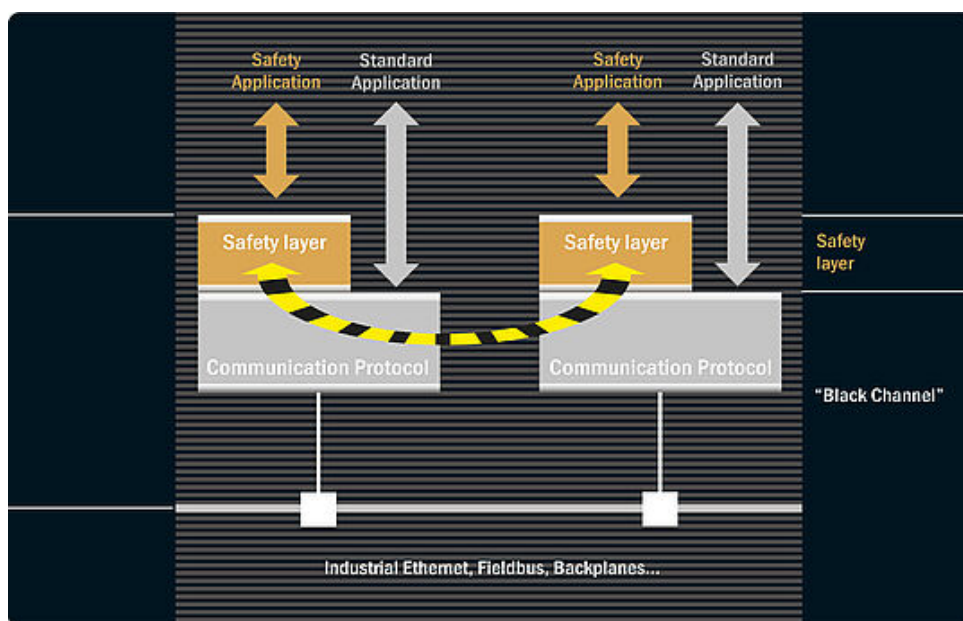 Safety
Application
Standard
Application
Safety
Application
Standard
Application
Safety layer
Safety layer
Safety
layer
Communication Protocol
Communication Protocol
“Black Channel”
Industrial Ethernet, Fieldbus, Backplanes...